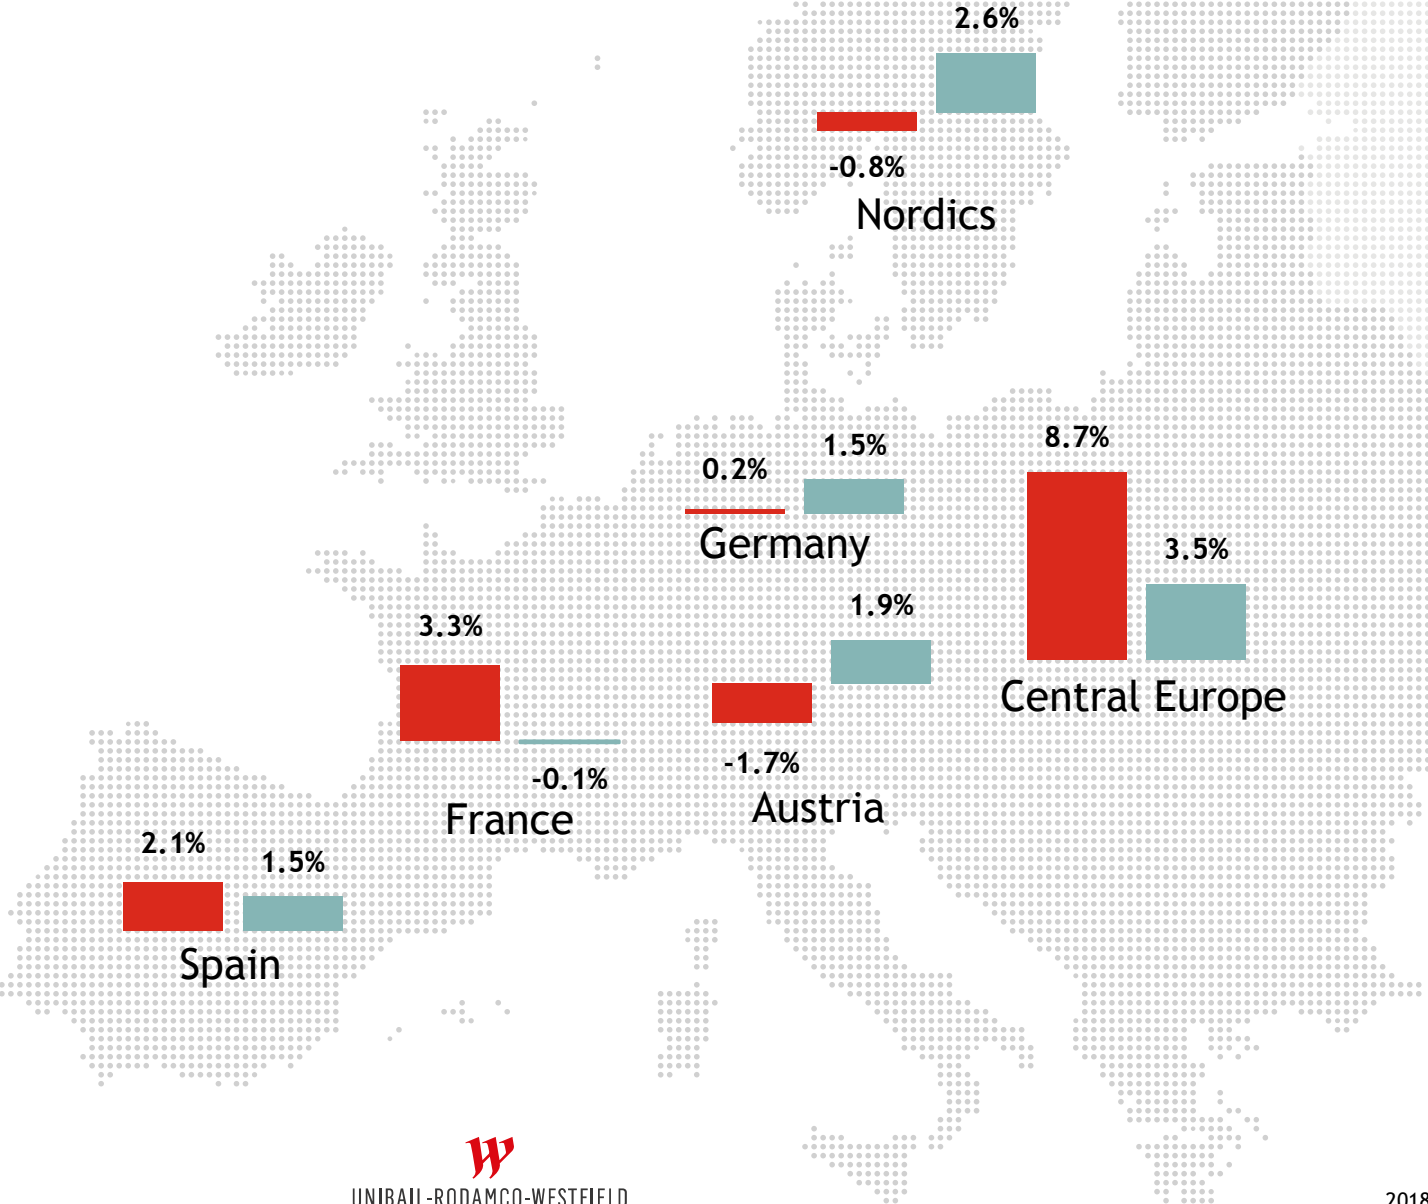 2.6%
-0.8%
Nordics
0.2%
1.5%
Germany
8.7%
3.5%
Central Europe
3.3%
-0.1%
France
1.9%
-1.7%
Austria
2.1%
1.5%
Spain
UNIBAIL-RODAMCO-WESTFIELD
2018